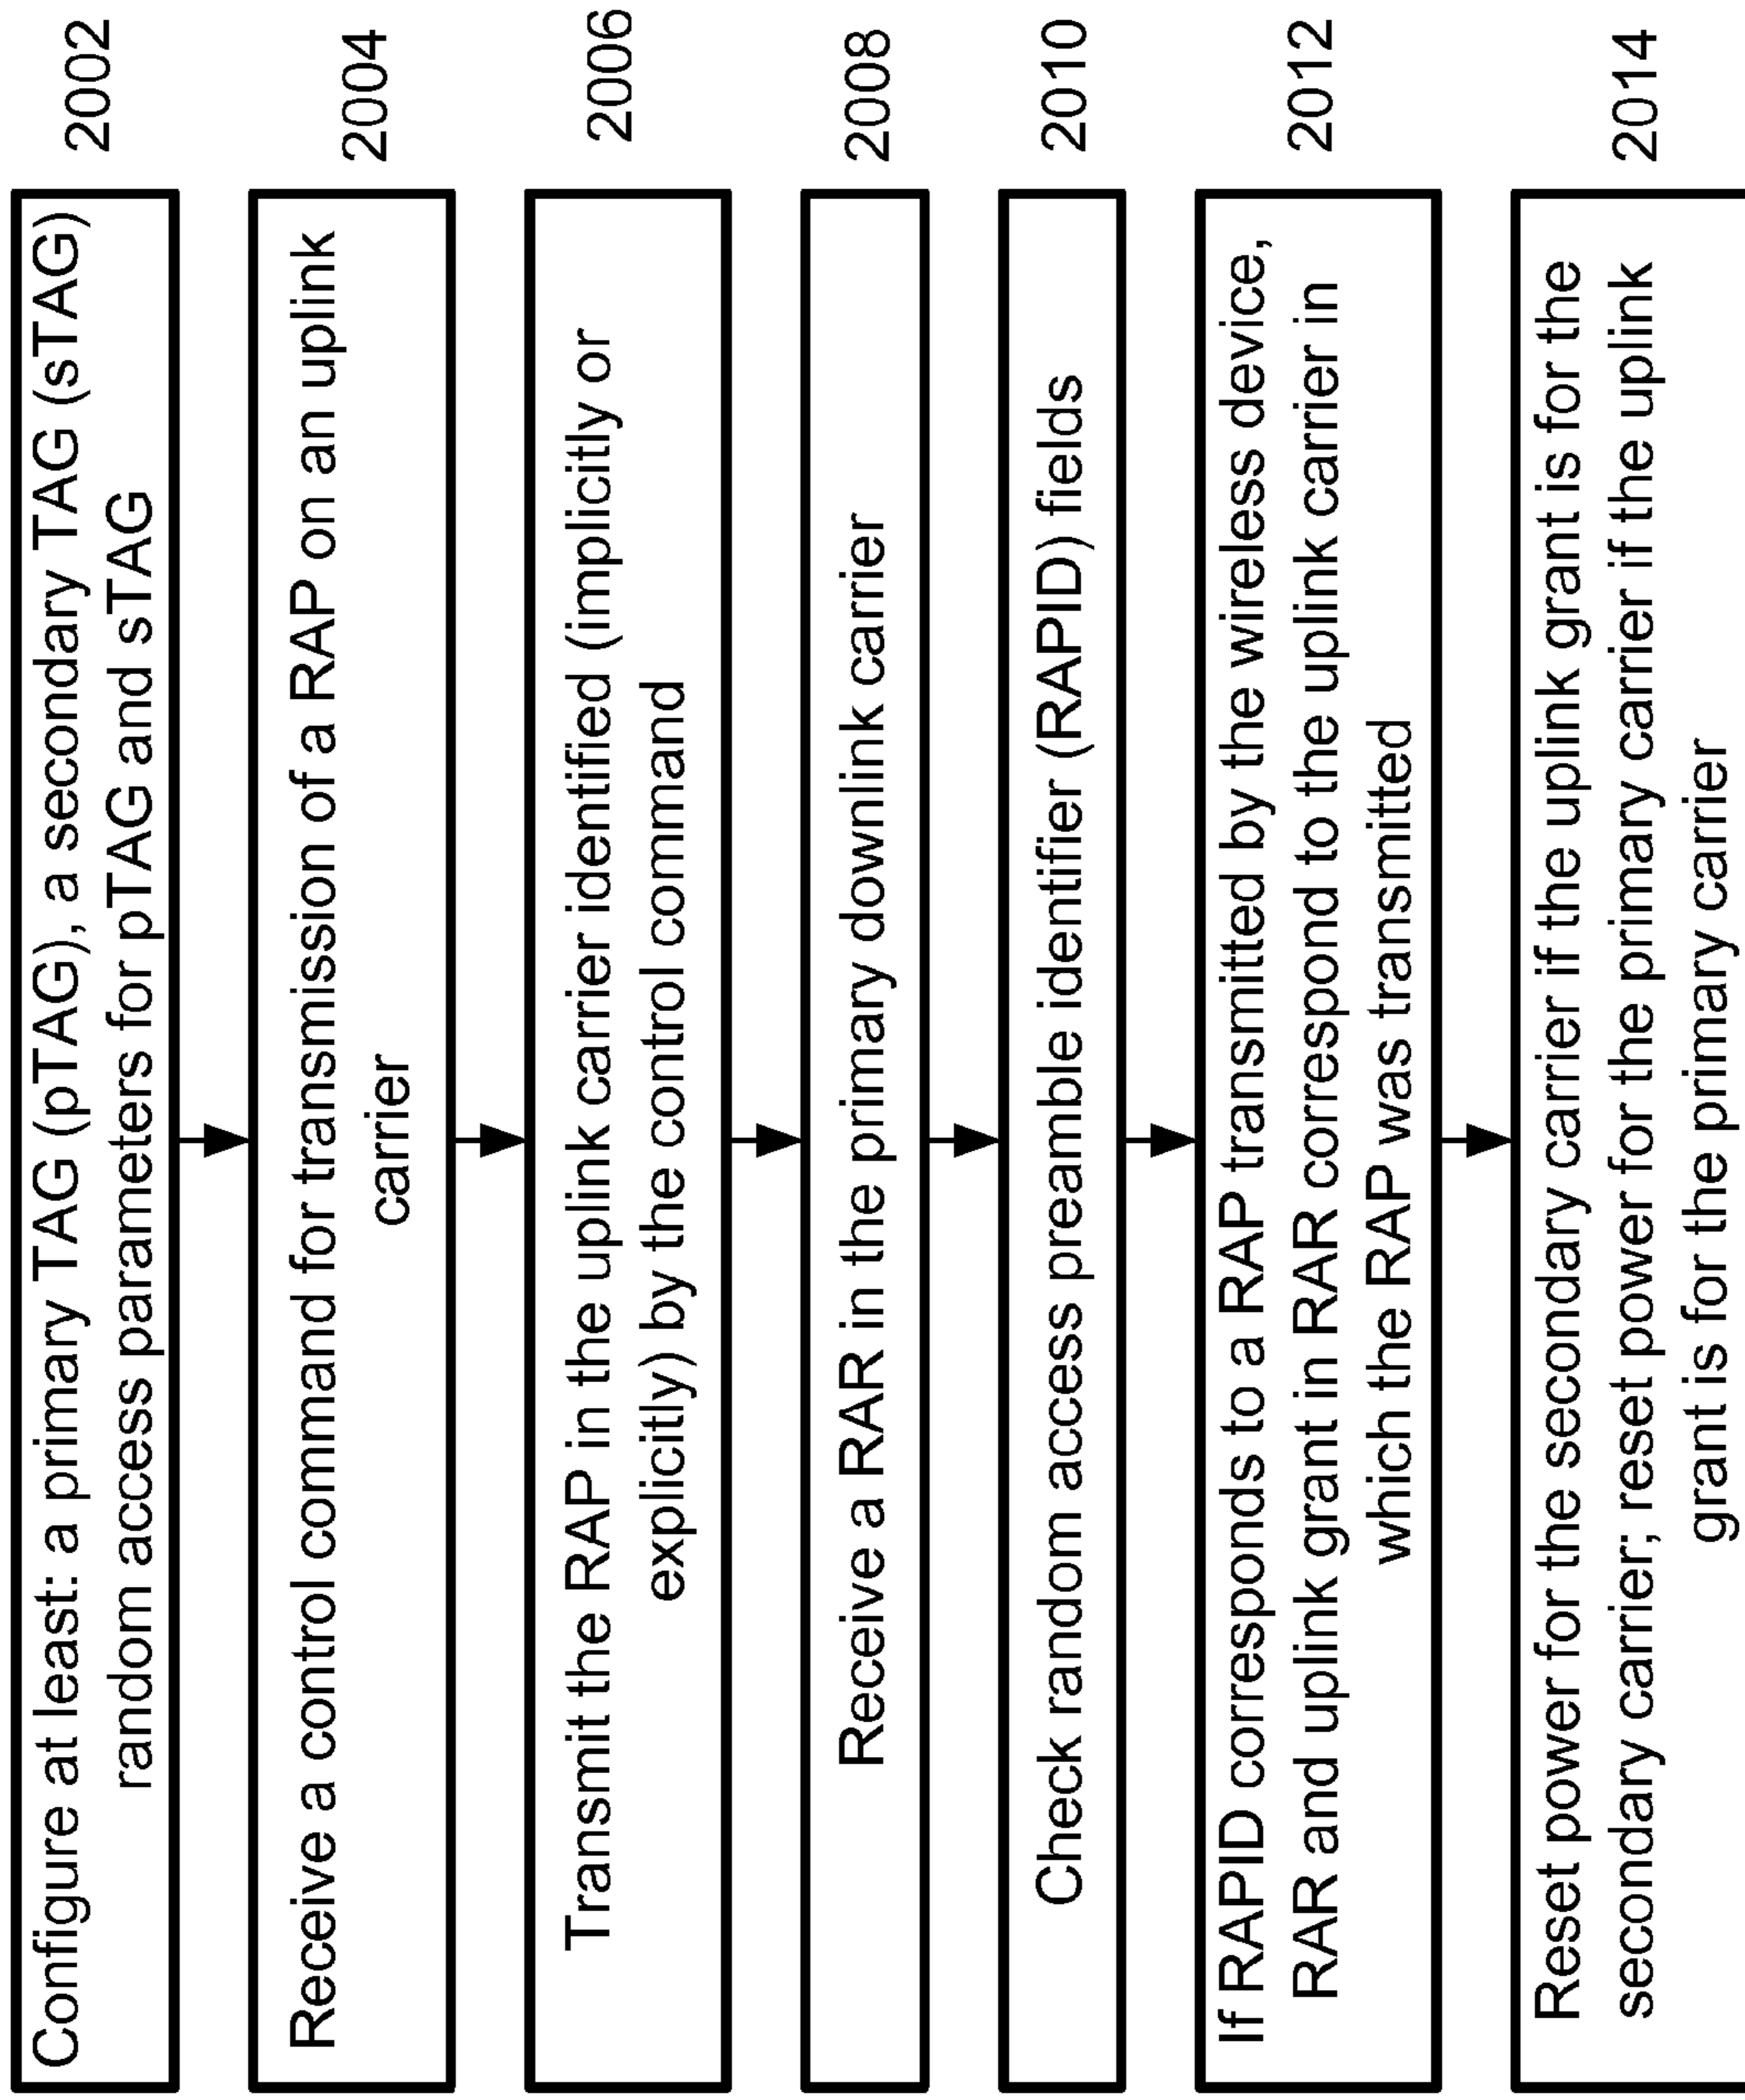 Configure at least: a primary TAG (pTAG), a secondary TAG (sTAG)
random access parameters for pTAG and sTAG
2002
Receive a control command for transmission of a RAP on an uplink
carrier
2004
Transmit the RAP in the uplink carrier identified (implicitly or
explicitly) by the control command
2006
Receive a RAR in the primary downlink carrier
2008
Check random access preamble identifier (RAPID) fields
2010
If RAPID corresponds to a RAP transmitted by the wireless device,
RAR and uplink grant in RAR correspond to the uplink carrier in
which the RAP was transmitted
2012
Reset power for the secondary carrier if the uplink grant is for the
secondary carrier; reset power for the primary carrier if the uplink
grant is for the primary carrier
2014